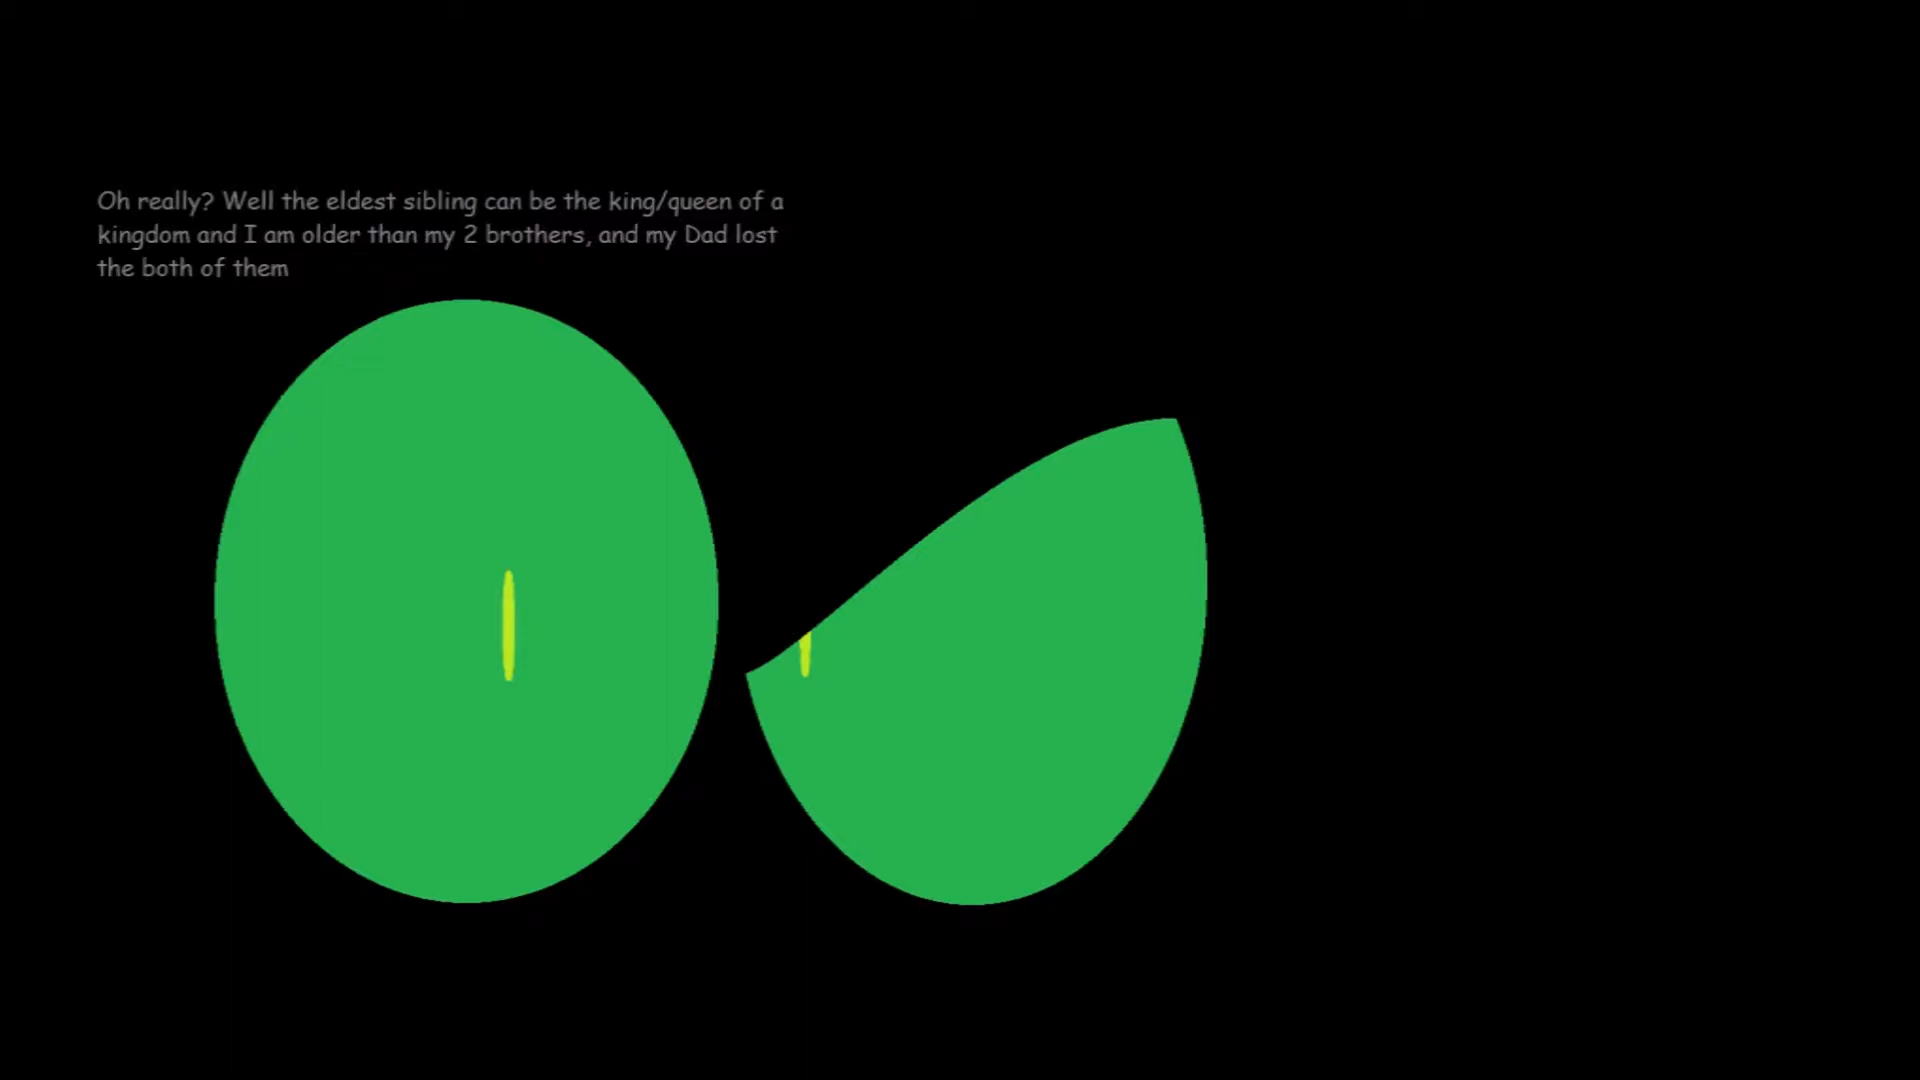 Oh really? Well the eldest sibling can be the king/queen of a
kingdom and I am older than my 2 brothers, and my Dad lost
the both of them